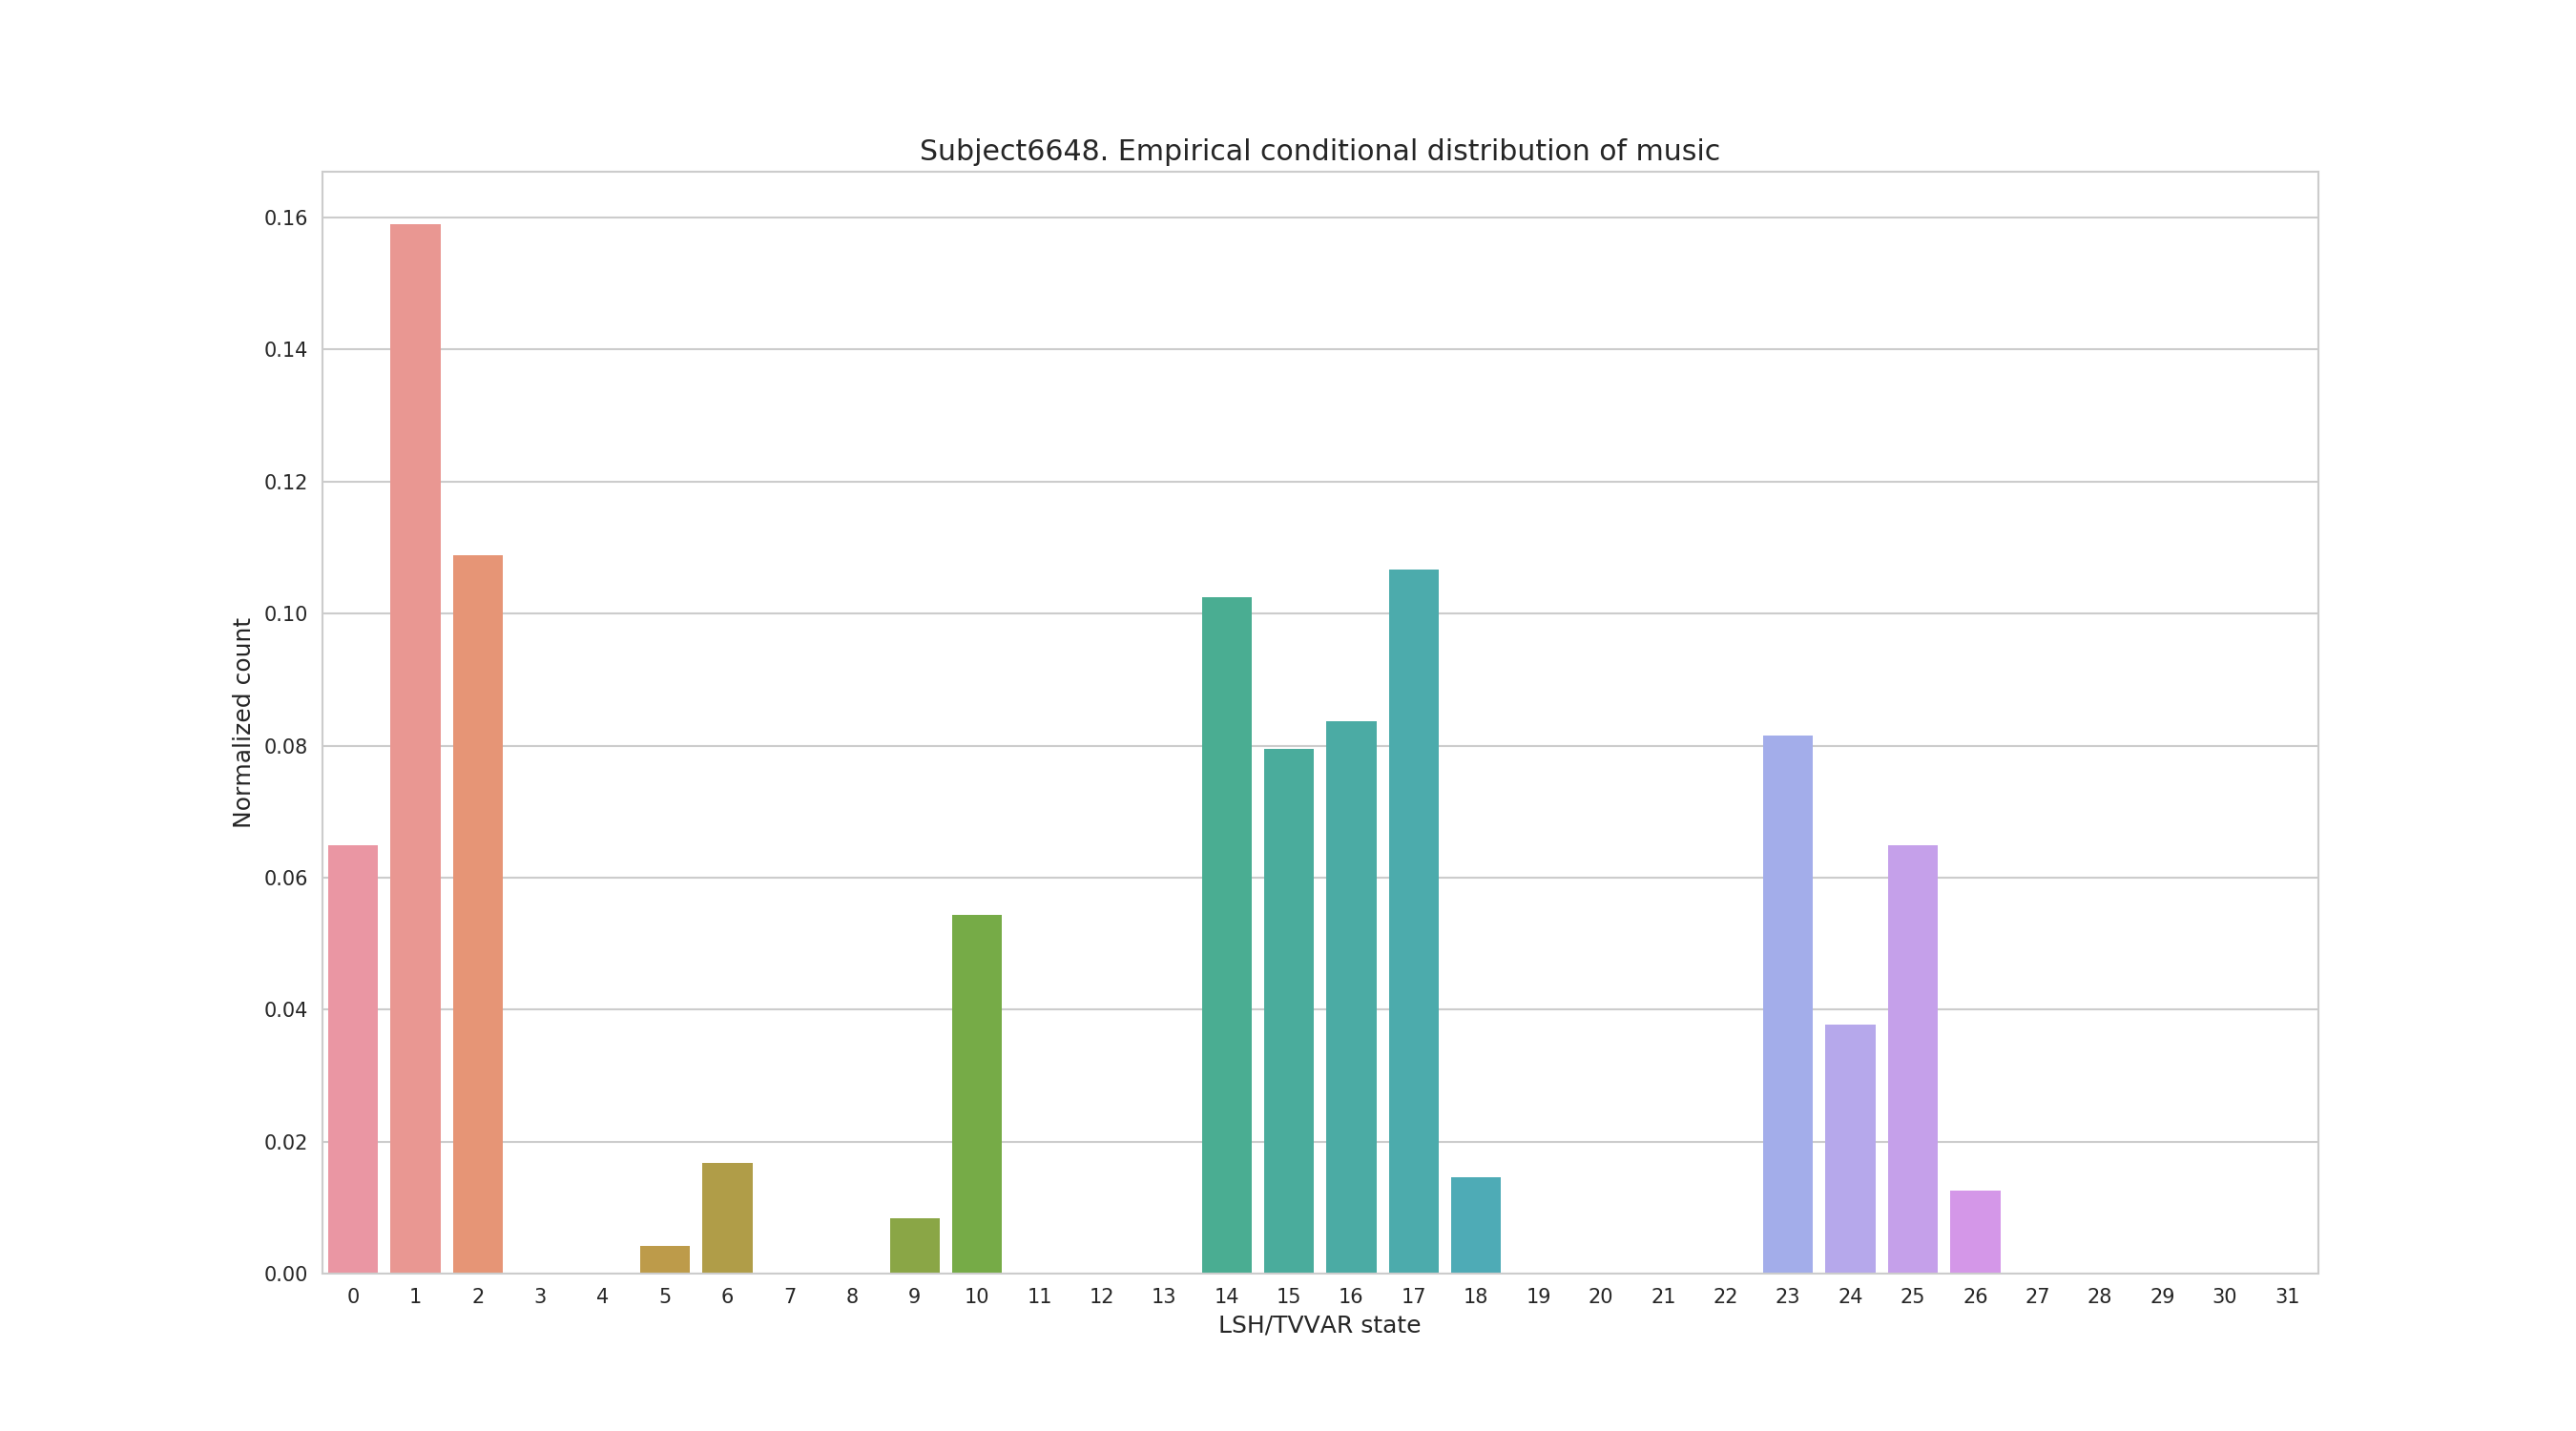 Subject6648. Empirical conditional distribution of music
Normalized count
0.16
0.14
0.12
0.10
0.08
0.06
0.04
0.02
0.00
0 1 2 3 4 5 6 7 8 9 10 11 12 13 14 15 16 17 18 19 20 21 22 23 24 25 26 27 28 29 30 31
LSH/TVVAR state